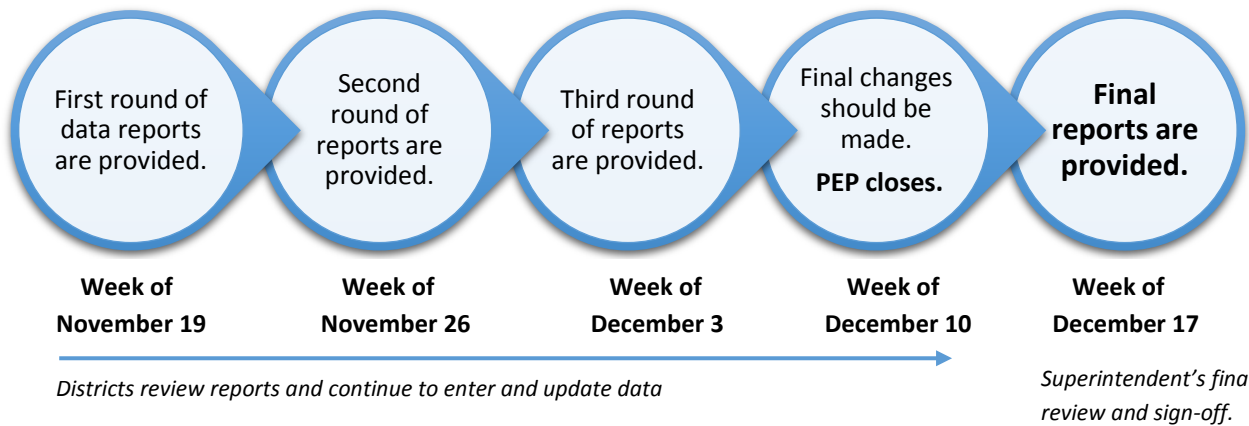 First round of
data reports
are provided.
Second
round of
reports are
provided.
Third round
of reports
are provided.
Final changes
should be
made.
PEP closes.
Final
reports are
provided.
Week of
November 19
Week of
November 26
Week of
December 3
Week of
December 10
Week of
December 17
Districts review reports and continue to enter and update data
Superintendent's fina
review and sign-off.